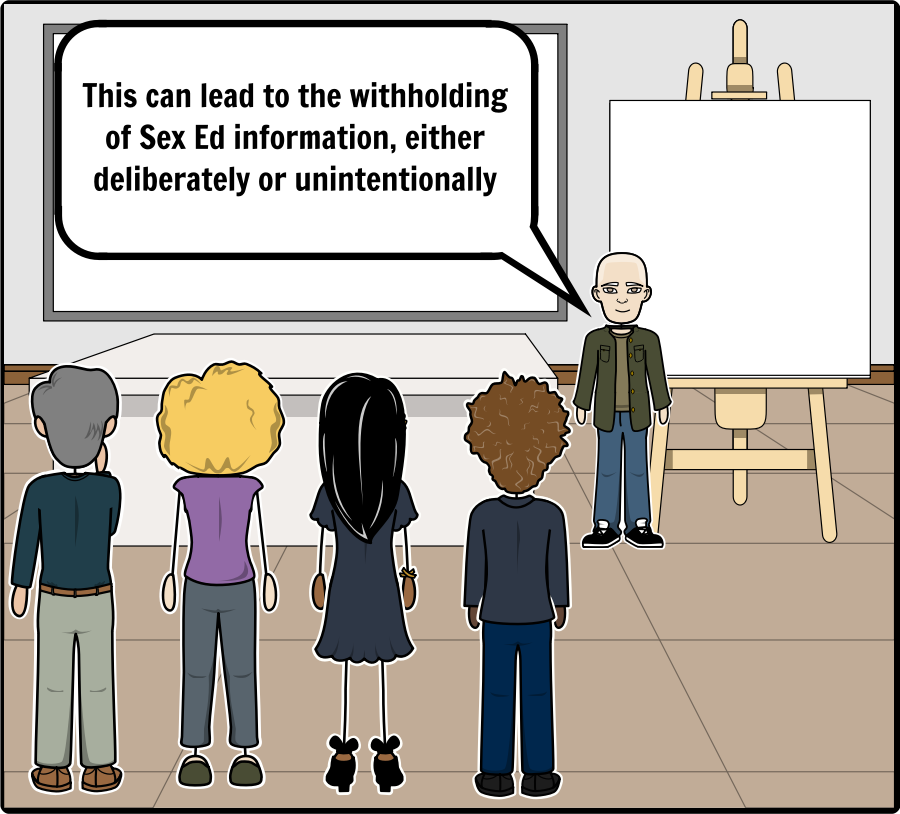 This can lead to the withholding
of Sex Ed information, either
deliberately or unintentionally